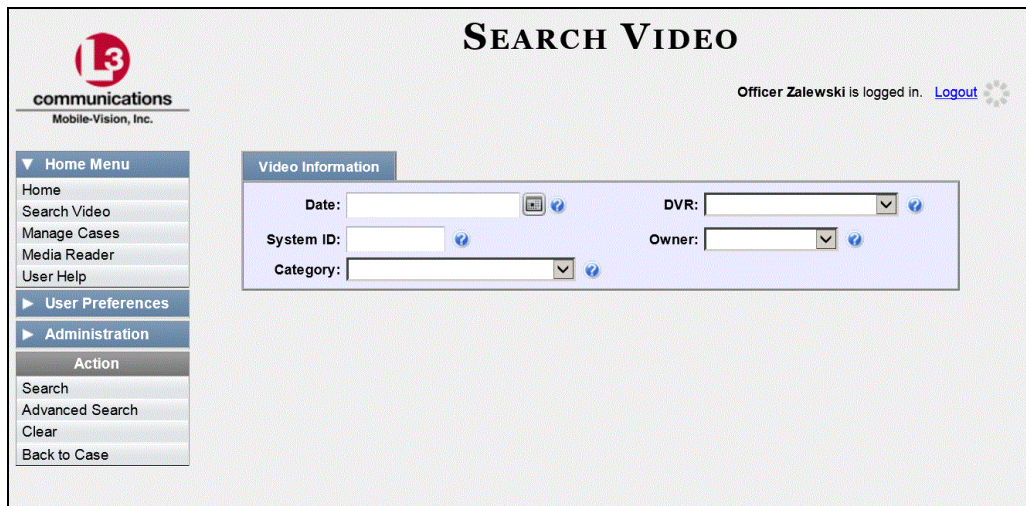 SEARCH VIDEO
L3
communications
Mobile-Vision, Inc.
Officer Zalewski is logged in. Logout
Home Menu
Home
Search Video
Manage Cases
Media Reader
User Help
User Preferences
Administration
Action
Search
Advanced Search
Clear
Back to Case
Video Information
Date: ? DVR: ?
System ID: ? Owner: ?
Category: ?